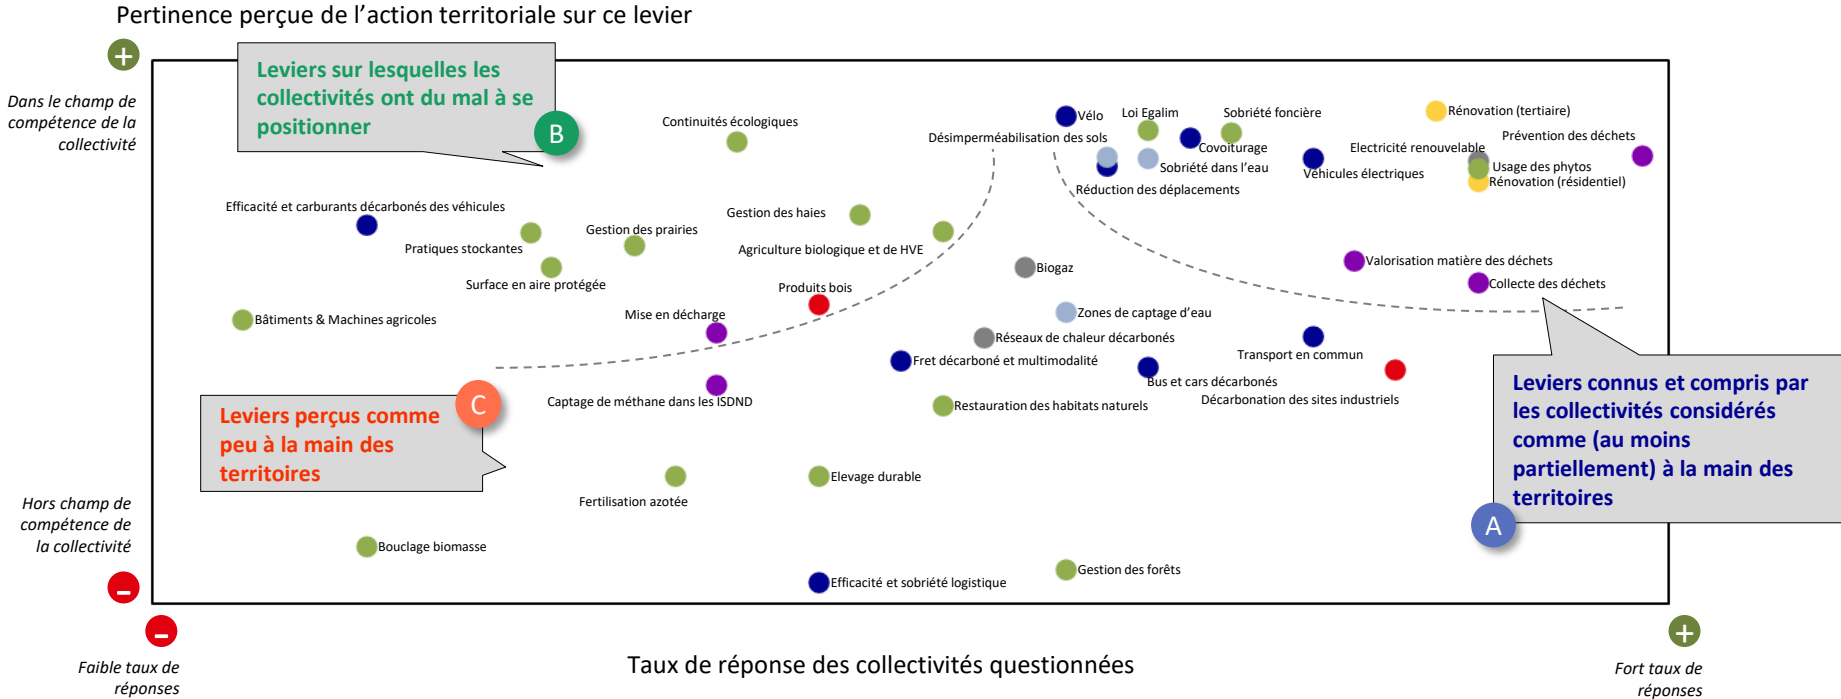 Pertinence perçue de l’action territoriale sur ce levier
+
Dans le champ de
compétence de la
collectivité
Leviers sur lesquelles les
collectivités ont du mal à se
positionner
B
Continuités écologiques
Vélo
Désimperméabilisation des sols
Loi Egalim
Covoiturage
Sobriété foncière
Sobriété dans l’eau
Réduction des déplacements
Rénovation (tertiaire)
Prévention des déchets
Electricité renouvelable
Véhicules électriques
Usage des phytos
Rénovation (résidentiel)
Efficacité et carburants décarbonés des véhicules
Pratiques stockantes
Gestion des prairies
Gestion des haies
Agriculture biologique et de HVE
Surface en aire protégée
Biogaz
Valorisation matière des déchets
Collecte des déchets
Produits bois
Bâtiments & Machines agricoles
Mise en décharge
Zones de captage d’eau
Réseaux de chaleur décarbonés
Fret décarboné et multimodalité
Transport en commun
Bus et cars décarbonés
Décarbonation des sites industriels
Captage de méthane dans les ISDND
Restauration des habitats naturels
C
Leviers perçus comme
peu à la main des
territoires
Leviers connus et compris par
les collectivités considérés
comme (au moins
partiellement) à la main des
territoires
A
Fertilisation azotée
Elevage durable
Bouclage biomasse
Efficacité et sobriété logistique
Gestion des forêts
Hors champ de
compétence de
la collectivité
-
-
Faible taux de
réponses
Taux de réponse des collectivités questionnées
+
Fort taux de
réponses